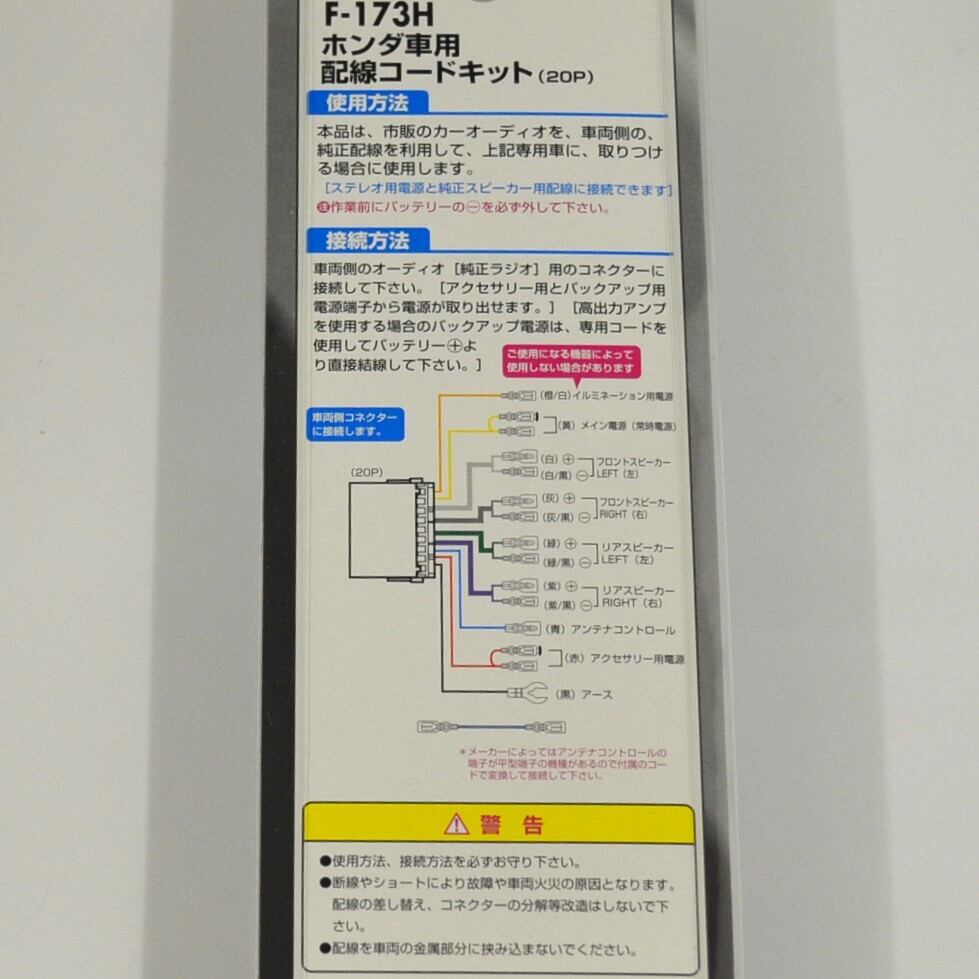 F-173H
ホンダ車用
配線コードキット(20P)
使用方法
本品は、市販のカーオーディオを、車両側の、
純正配線を利用して、上記専用車に、取りつけ
る場合に使用します。
[ステレオ用電源と純正スピーカー用配線に接続できます]
注作業前にバッテリーの⊖を必ず外して下さい。
接続方法
車両側のオーディオ[純正ラジオ]用のコネクターに
接続して下さい。[アクセサリー用とバックアップ用
電源端子から電源が取り出せます。][高出力アンプ
を使用する場合のバックアップ電源は、専用コードを
使用してバッテリー⊕よ
り直接結線して下さい。]
ご使用になる機器によって
使用しない場合があります
(橙/白)イルミネーション用電源
車両側コネクター
に接続します。
(黄)メイン電源(常時電源)
(20P)
(白)⊕
(白/黒)⊖
フロントスピーカー
LEFT(左)
(灰)⊕
(灰/黒)⊖
フロントスピーカー
RIGHT(右)
(緑)⊕
(緑/黒)⊖
リアスピーカー
LEFT(左)
(紫)⊕
(紫/黒)⊖
リアスピーカー
RIGHT(右)
(青)アンテナコントロール
(赤)アクセサリー用電源
(黒)アース
*メーカーによってはアンテナコントロールの
端子が平型端子の機種があるので付属のコー
ドで変換して接続して下さい。
警告
●使用方法、接続方法を必ずお守り下さい。
●断線やショートにより故障や車両火災の原因となります。
配線の差し替え、コネクターの分解等改造はしないで下
さい。
●配線を車両の金属部分に挟み込まないでください。